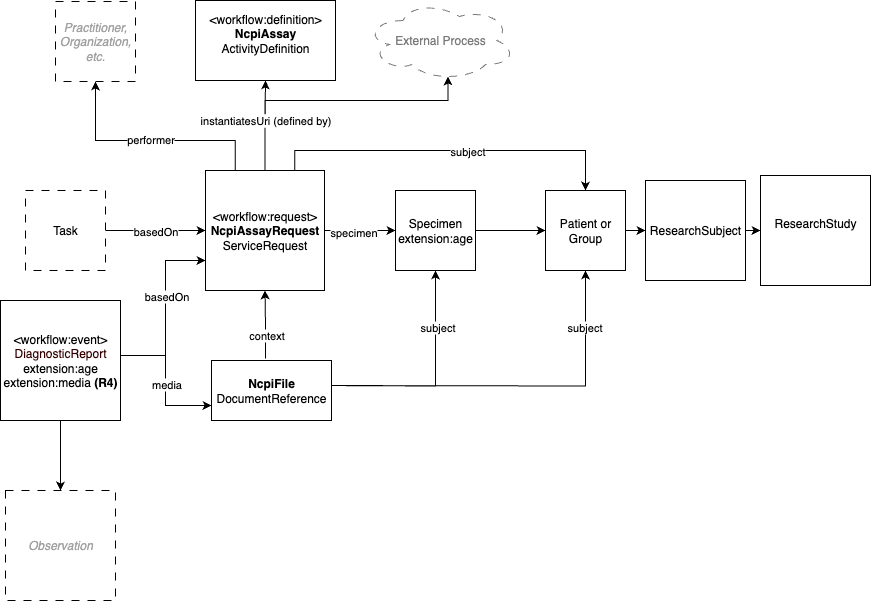 Practitioner,
Organization,
etc.
<workflow:definition>
NcpiAssay
ActivityDefinition
External Process
instantiatesUri (defined by)
performer
subject
Task
basedOn
<workflow:request>
NcpiAssayRequest
ServiceRequest
specimen
Specimen
extension:age
Patient or
Group
ResearchSubject
ResearchStudy
basedOn
<workflow:event>
DiagnosticReport
extension:age
extension:media (R4)
context
subject
subject
media
NcpiFile
DocumentReference
Observation